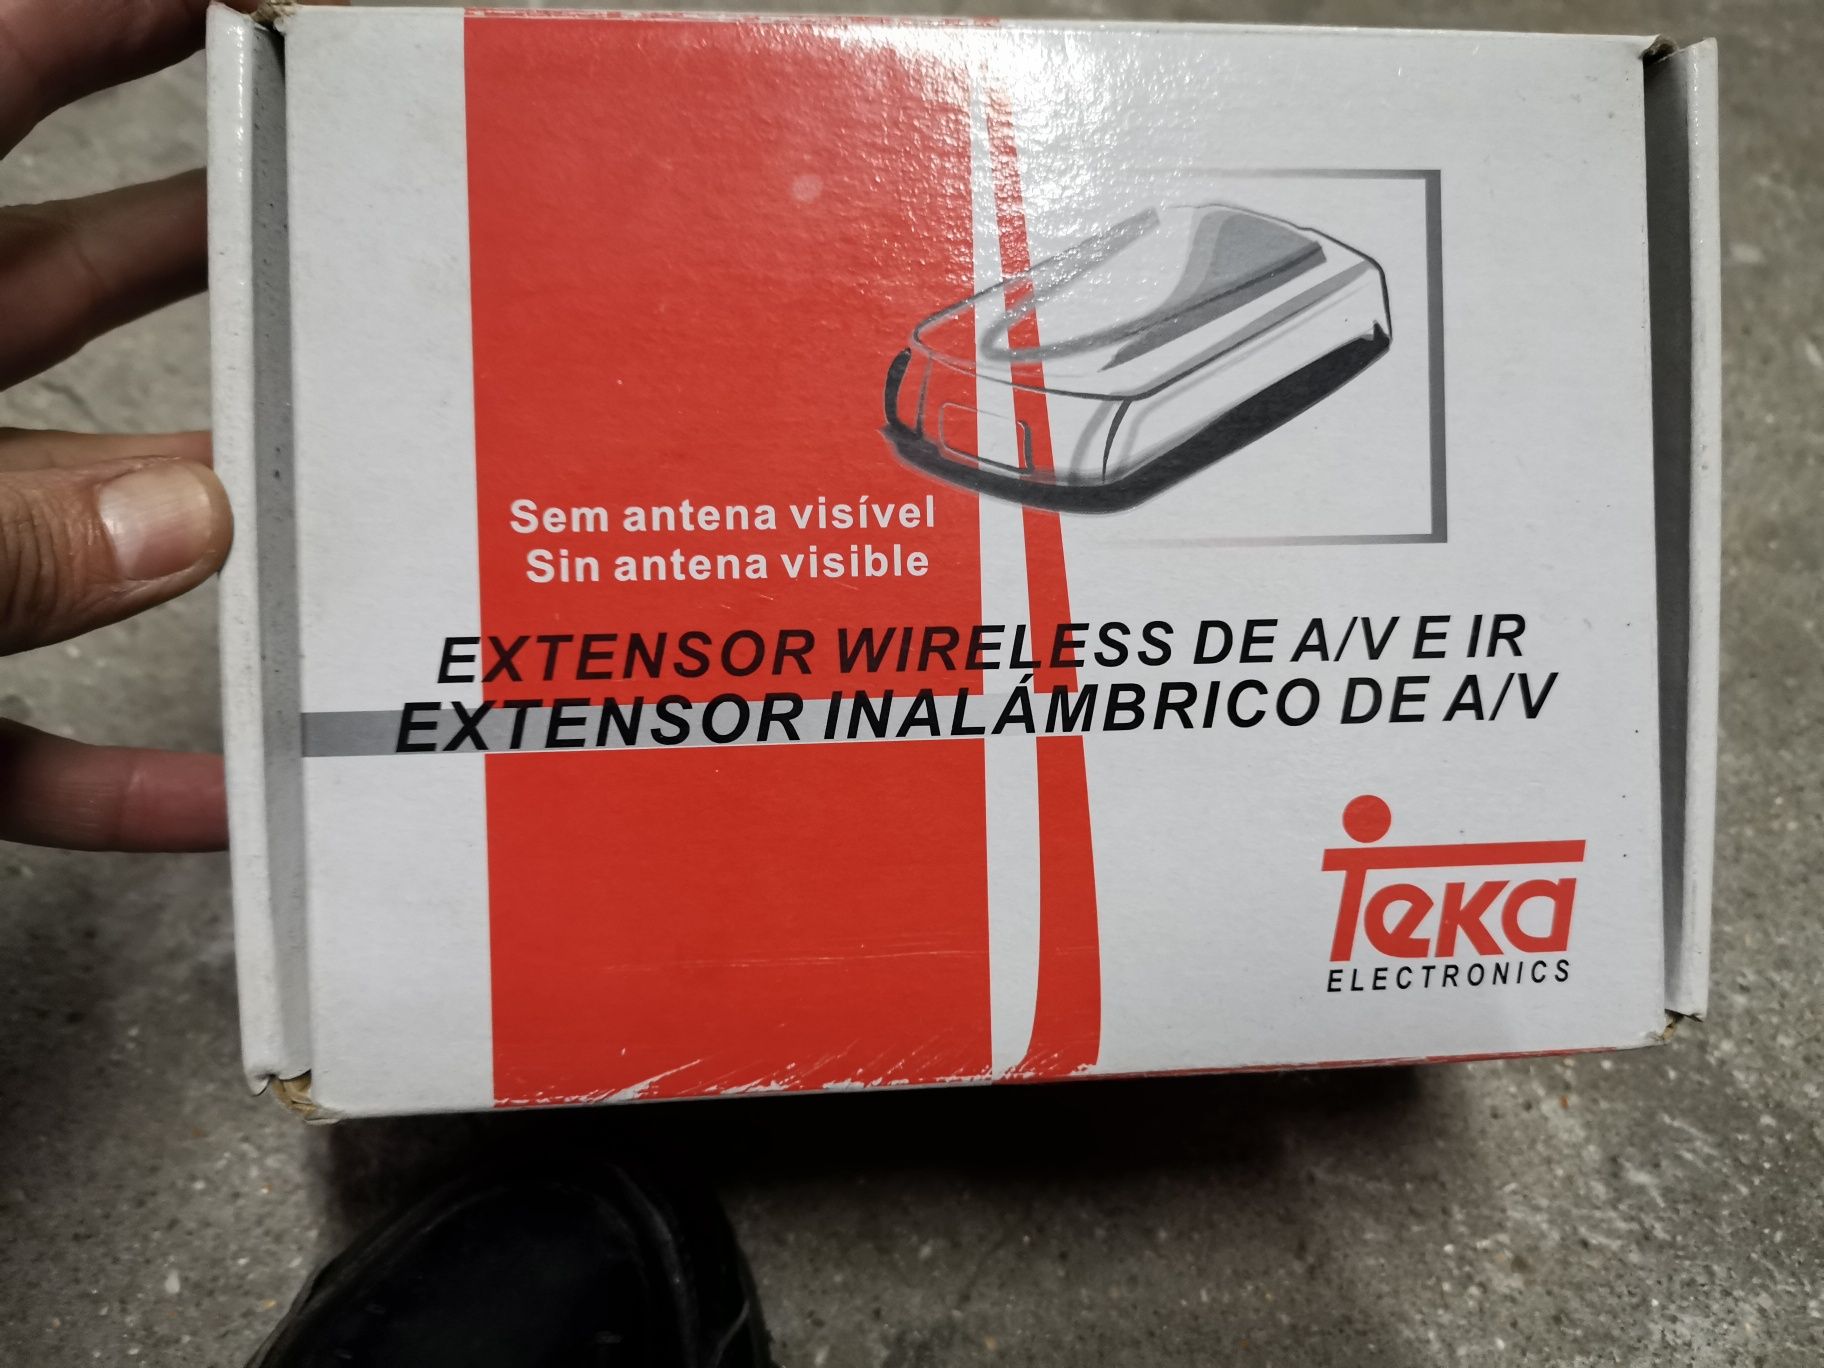 Sem antena visível
Sin antena visible
EXTENSOR WIRELESS DE A/V E IR
EXTENSOR INALÁMBRICO DE A/V
Teka
ELECTRONICS